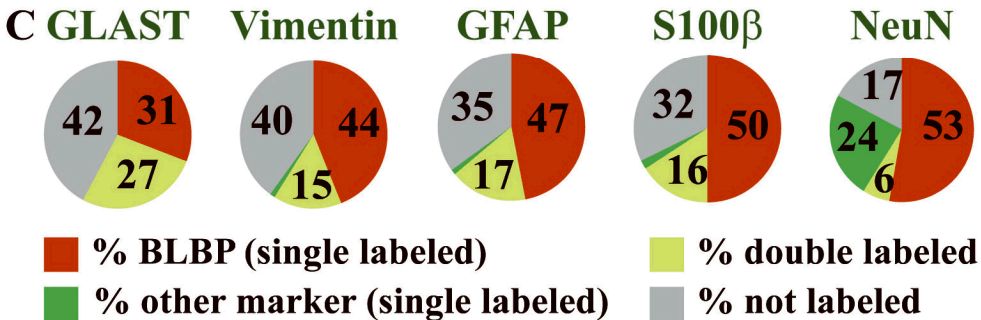 C GLAST Vimentin GFAP S100β NeuN
42 31 27 40 44 15 35 47 17 32 50 16 17 53 24 6
% BLBP (single labeled) % double labeled
% other marker (single labeled) % not labeled